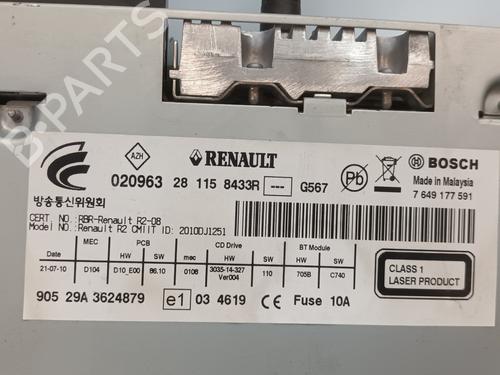 B-PARTS
AZH
RENAULT
020963 28 115 8433R --- G567
Pb
BOSCH
Made in Malaysia
7 649 177 591
방송통신위원회
CERT. NO.:RBR-Renault R2-08
Model No.:Renault R2 CMIIT ID: 2010DJ1251
MEC PCB CD Drive BT Module
HW SW mec HW SW HW SW
21-07-10 D104 D10_E00 86.10 0108 3035-14-327 Ver004 110 705B C740
CLASS 1
LASER PRODUCT
905 29A 3624879 e1 03 4619 CE Fuse 10A